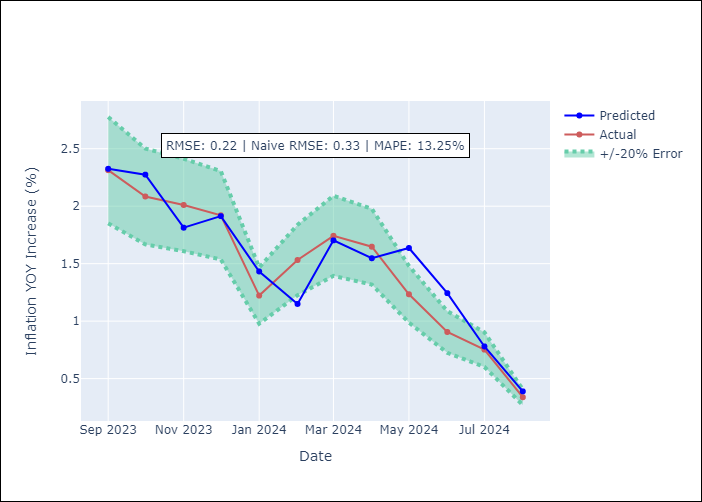 Predicted
Actual
+/-20% Error
RMSE: 0.22 | Naive RMSE: 0.33 | MAPE: 13.25%
Inflation YOY Increase (%)
2.5
2
1.5
1
0.5
Sep 2023
Nov 2023
Jan 2024
Mar 2024
May 2024
Jul 2024
Date